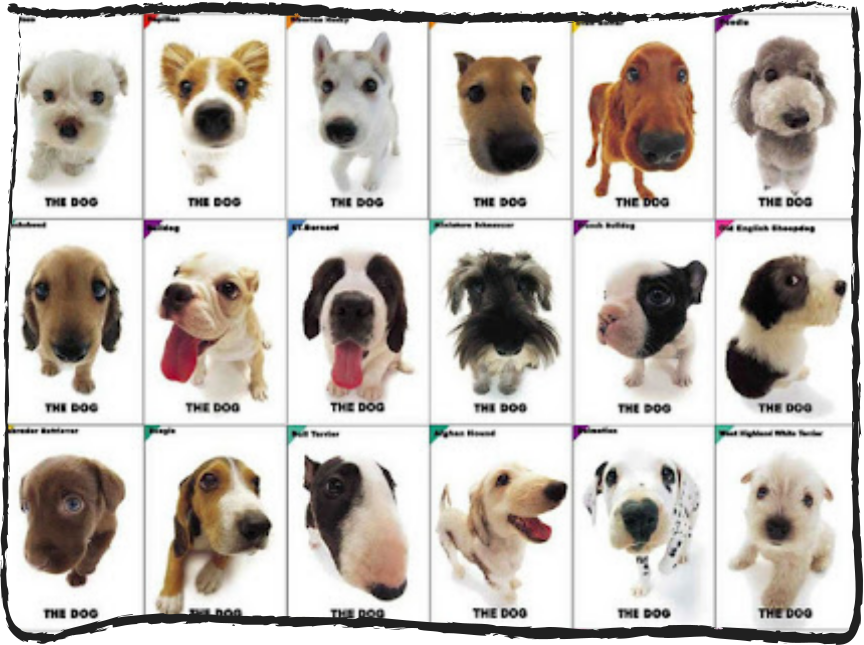 Papillon
Husky
Poodle
THE DOG
THE DOG
THE DOG
THE DOG
THE DOG
THE DOG
Bulldog
ST.Bernard
Miniature Schnauzer
French Bulldog
Old English Sheepdog
THE DOG
THE DOG
THE DOG
THE DOG
THE DOG
THE DOG
abrador Retriever
Beagle
Bull Terrier
Afghan Hound
Dalmatian
West Highland White Terrier
THE DOG
THE DOG
THE DOG
THE DOG
THE DOG
THE DOG